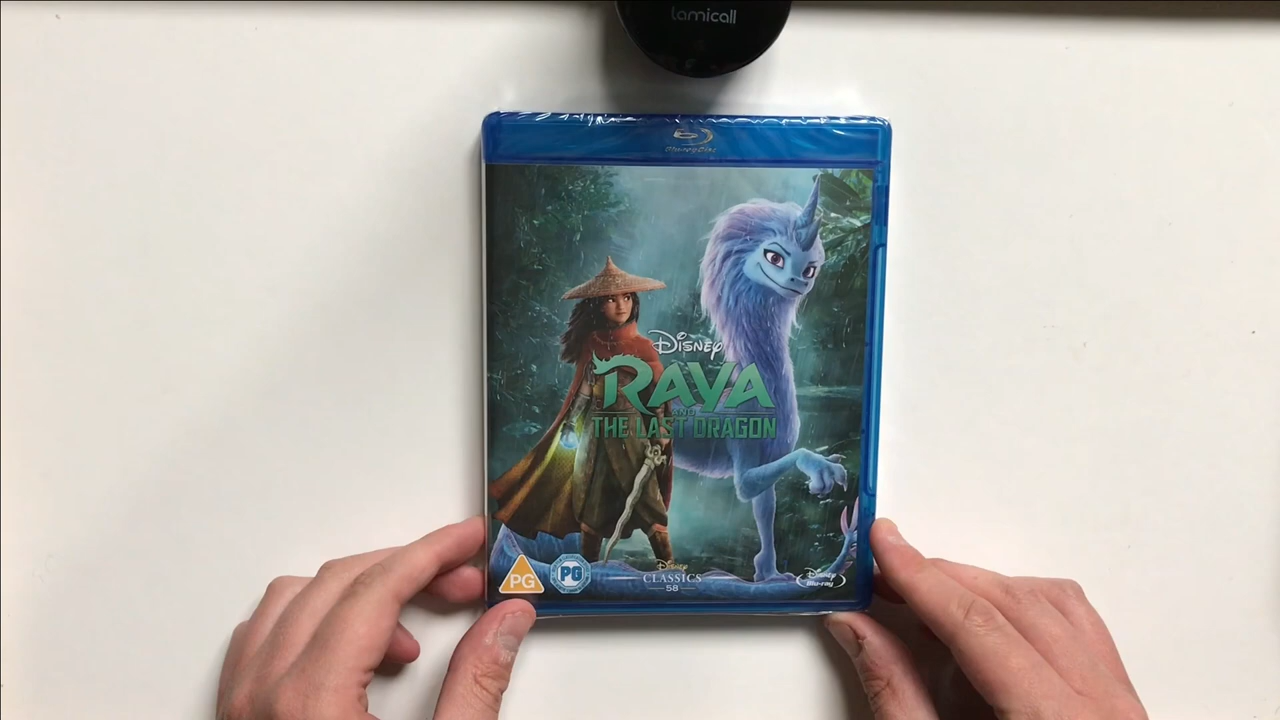 lamicall
Blu-ray Disc
Disney
RAYA
AND
THE LAST DRAGON
PG
PG
Disney
CLASSICS
58
Disney
Blu-ray